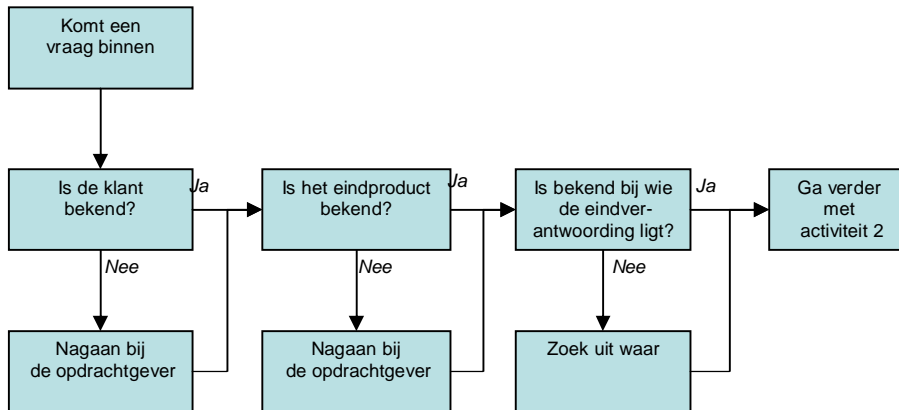 Komt een
vraag binnen
Is de klant
bekend?
Ja
Is het eindproduct
bekend?
Ja
Is bekend bij wie
de eindver-
antwoording ligt?
Ja
Ga verder
met
activiteit 2
Nee
Nee
Nee
Nagaan bij
de opdrachtgever
Nagaan bij
de opdrachtgever
Zoek uit waar